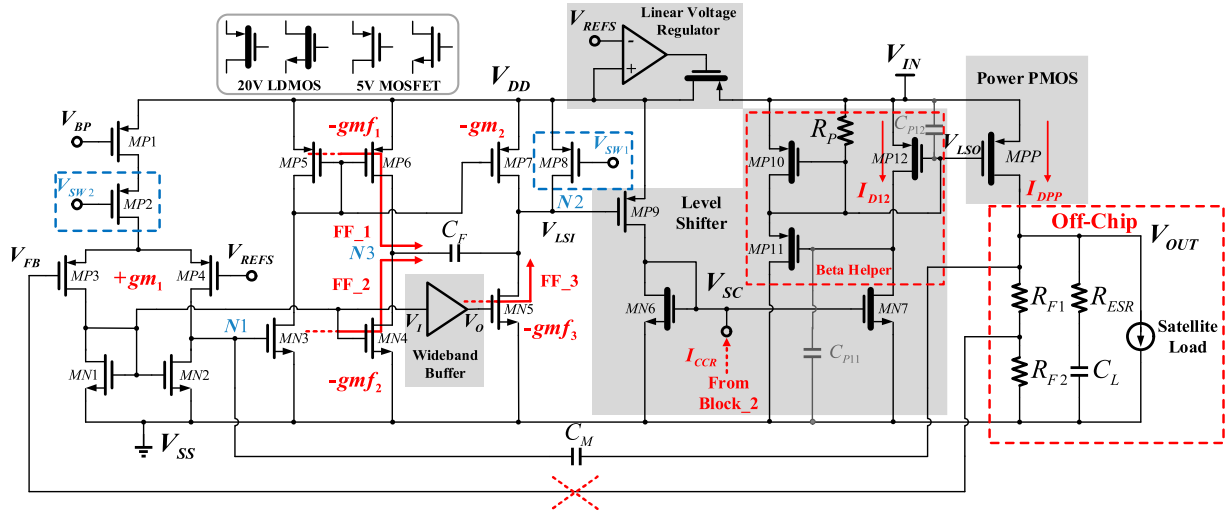 Linear Voltage
Regulator
V_REFS
-
+
20V LDMOS
5V MOSFET
V_DD
V_IN
Power PMOS
V_BP
MP1
-gmf_1
-gm_2
V_SW1
R_P
C_P12
V_LSO
MP5
MP6
MP7
MP8
MP10
MP12
MPP
V_SW2
MP2
N2
MP9
Level
Shifter
I_D12
I_DPP
Off-Chip
FF_1
N3
C_F
V_LSI
V_OUT
V_FB
MP3
+gm_1
MP4
V_REFS
MP11
Beta Helper
FF_2
FF_3
V_SC
R_F1
R_ESR
Satellite
Load
N1
MN3
MN4
V_I
V_O
MN5
MN6
MN7
-gmf_3
Wideband
Buffer
I_CCR
C_P11
MN1
MN2
-gmf_2
From
Block_2
R_F2
C_L
V_SS
C_M